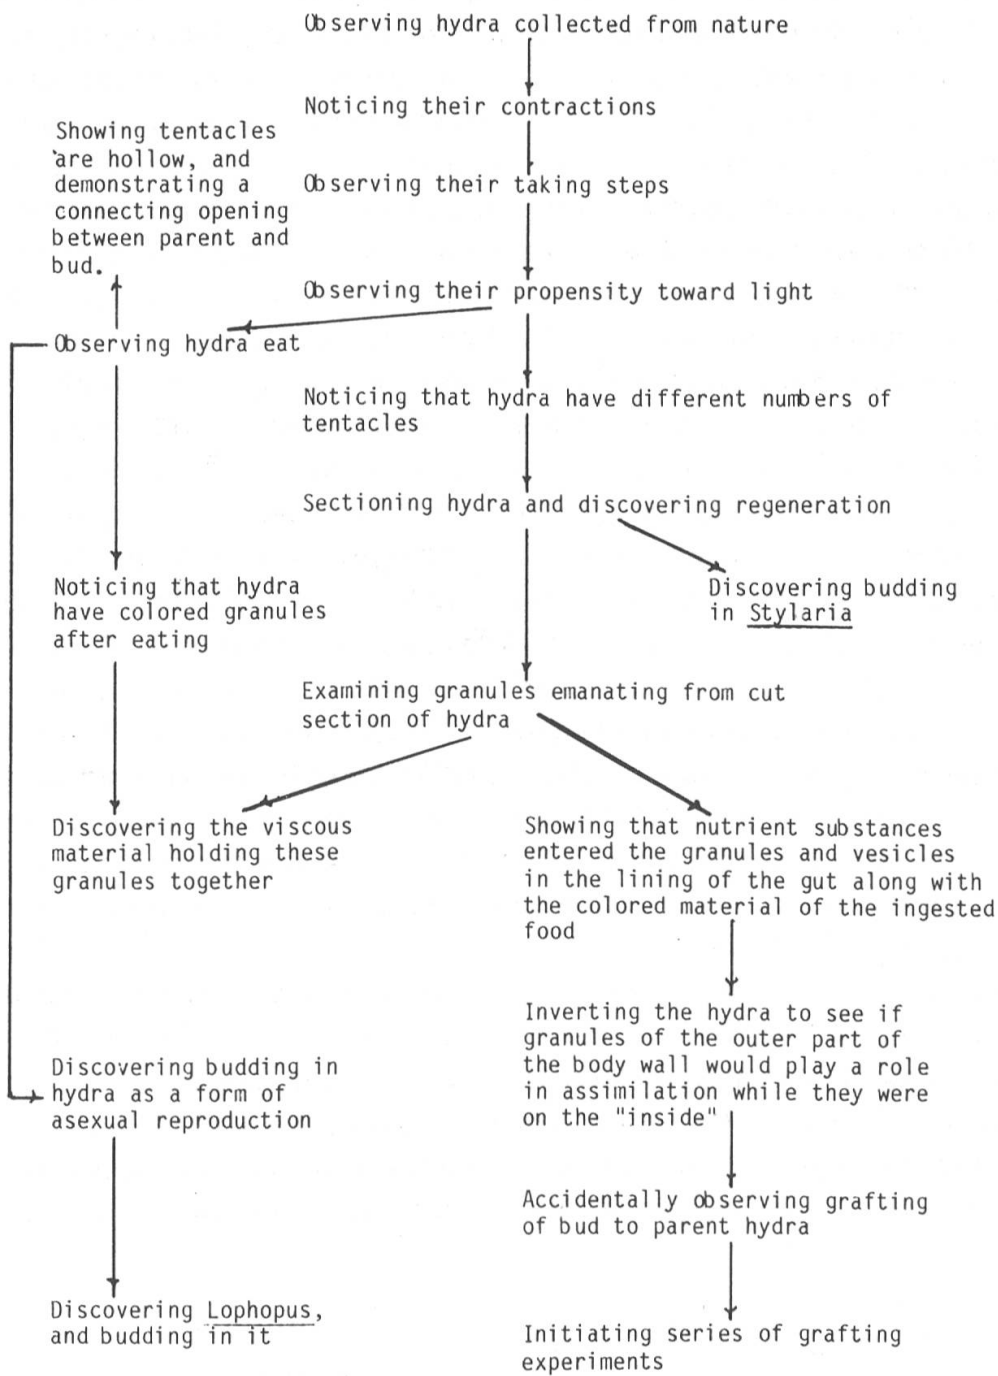 Observing hydra collected from nature
Noticing their contractions
Showing tentacles
are hollow, and
demonstrating a
connecting opening
between parent and
bud.
Observing their taking steps
Observing their propensity toward light
Observing hydra eat
Noticing that hydra have different numbers of
tentacles
Sectioning hydra and discovering regeneration
Noticing that hydra
have colored granules
after eating
Discovering budding
in Stylaria
Examining granules emanating from cut
section of hydra
Discovering the viscous
material holding these
granules together
Showing that nutrient substances
entered the granules and vesicles
in the lining of the gut along with
the colored material of the ingested
food
Inverting the hydra to see if
granules of the outer part of
the body wall would play a role
in assimilation while they were
on the "inside"
Discovering budding in
hydra as a form of
asexual reproduction
Accidentally observing grafting
of bud to parent hydra
Discovering Lophopus,
and budding in it
Initiating series of grafting
experiments